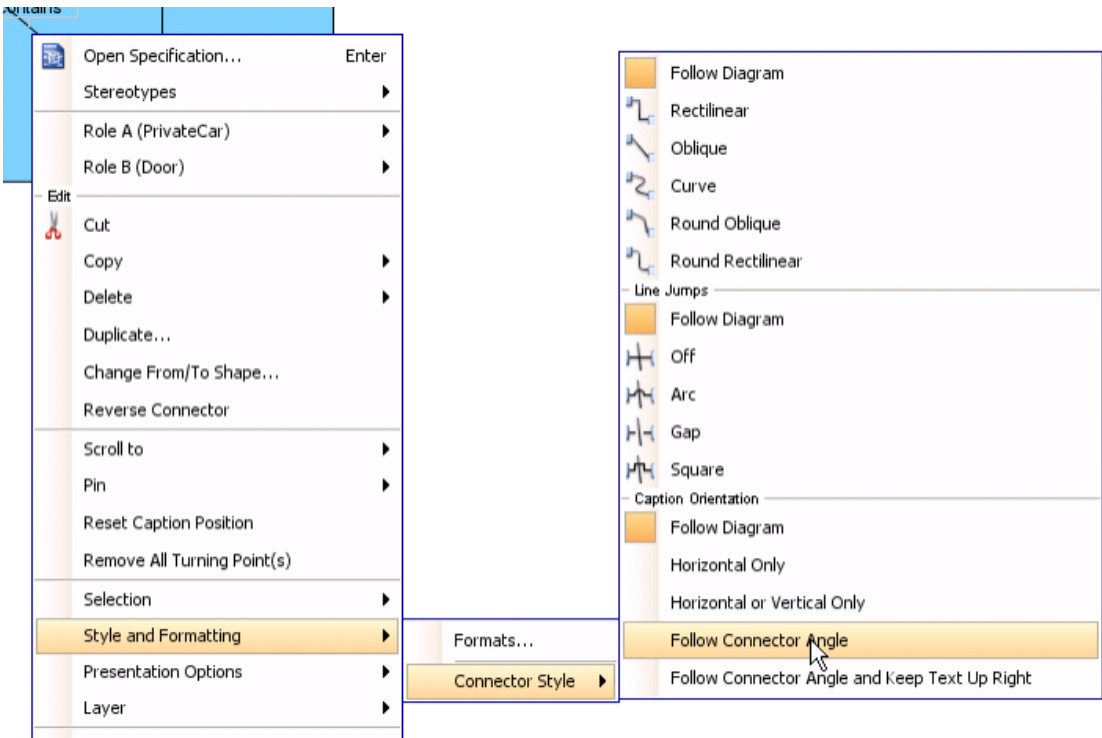 contains
Open Specification... Enter
Stereotypes
Role A (PrivateCar)
Role B (Door)
Edit
Cut
Copy
Delete
Duplicate...
Change From/To Shape...
Reverse Connector
Scroll to
Pin
Reset Caption Position
Remove All Turning Point(s)
Selection
Style and Formatting
Presentation Options
Layer
Formats...
Connector Style
Follow Diagram
Rectilinear
Oblique
Curve
Round Oblique
Round Rectilinear
Line Jumps
Follow Diagram
Off
Arc
Gap
Square
Caption Orientation
Follow Diagram
Horizontal Only
Horizontal or Vertical Only
Follow Connector Angle
Follow Connector Angle and Keep Text Up Right